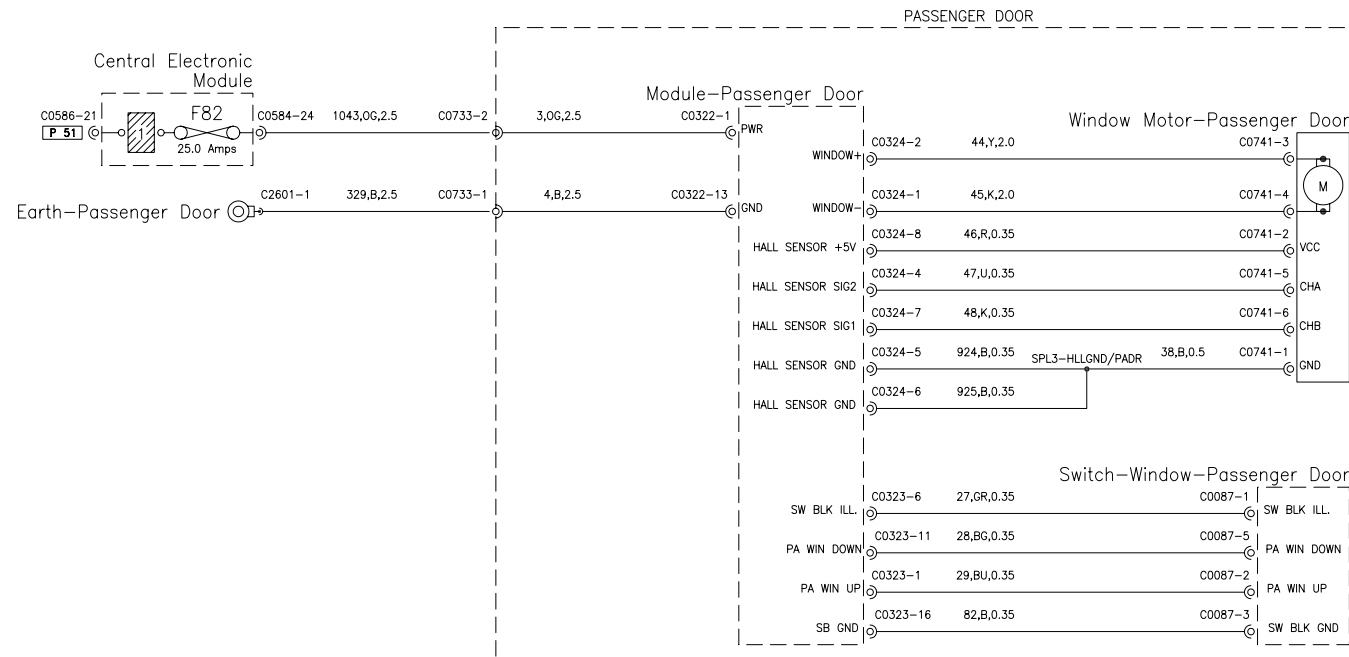 PASSENGER DOOR
Central Electronic
Module
C0586-21
P 51
1
F82
25.0 Amps
C0584-24
1043,OG,2.5
C0733-2
3,OG,2.5
C0322-1
Module-Passenger Door
PWR
Earth-Passenger Door
C2601-1
329,B,2.5
C0733-1
4,B,2.5
C0322-13
GND
Window Motor-Passenger Door
WINDOW+
C0324-2
44,Y,2.0
C0741-3
M
WINDOW-
C0324-1
45,K,2.0
C0741-4
HALL SENSOR +5V
C0324-8
46,R,0.35
C0741-2
VCC
HALL SENSOR SIG2
C0324-4
47,U,0.35
C0741-5
CHA
HALL SENSOR SIG1
C0324-7
48,K,0.35
C0741-6
CHB
HALL SENSOR GND
C0324-5
924,B,0.35
SPL3-HLLGND/PADR
38,B,0.5
C0741-1
GND
HALL SENSOR GND
C0324-6
925,B,0.35
Switch-Window-Passenger Door
SW BLK ILL.
C0323-6
27,GR,0.35
C0087-1
SW BLK ILL.
PA WIN DOWN
C0323-11
28,BG,0.35
C0087-5
PA WIN DOWN
PA WIN UP
C0323-1
29,BU,0.35
C0087-2
PA WIN UP
SB GND
C0323-16
82,B,0.35
C0087-3
SW BLK GND